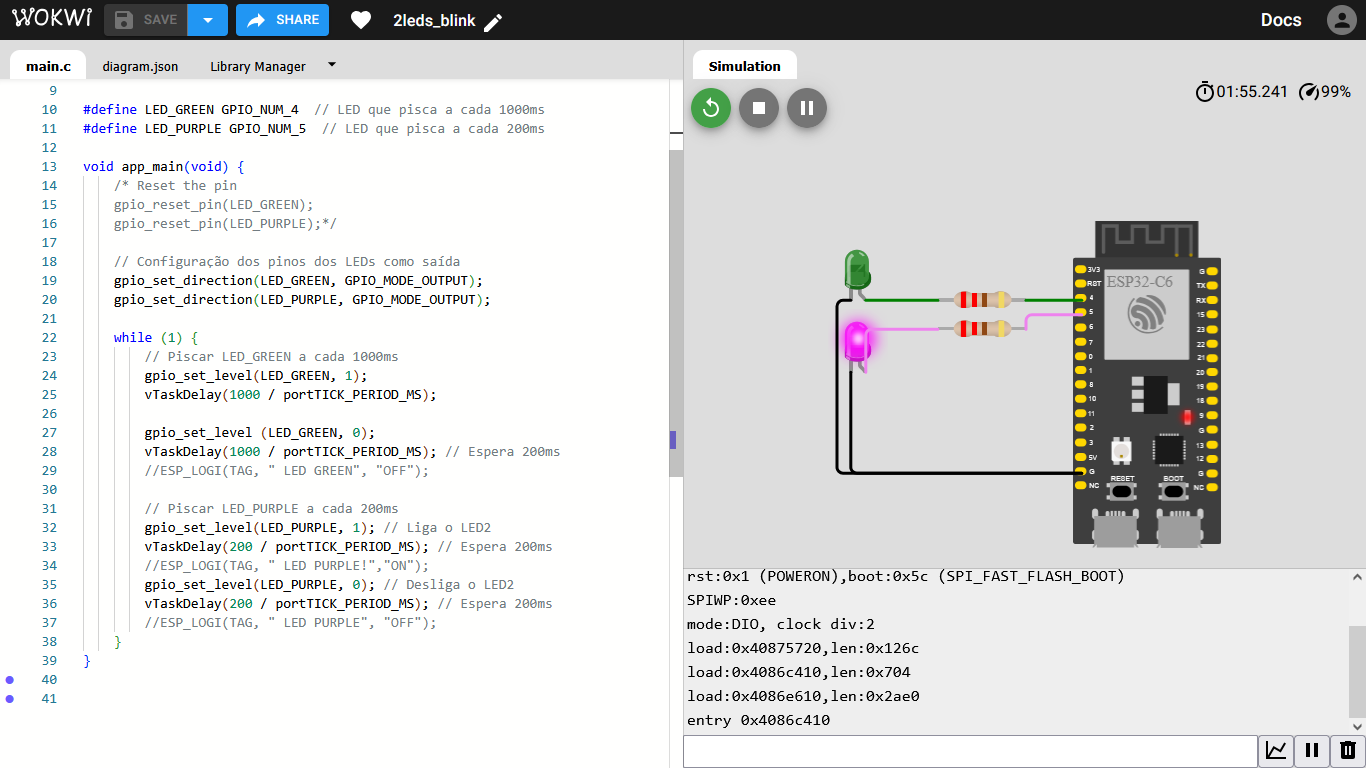 WOKWI SAVE SHARE 2leds_blink Docs
main.c diagram.json Library Manager
Simulation
01:55.241 99%
9
10 #define LED_GREEN GPIO_NUM_4 // LED que pisca a cada 1000ms
11 #define LED_PURPLE GPIO_NUM_5 // LED que pisca a cada 200ms
12
13 void app_main(void) {
14 /* Reset the pin
15 gpio_reset_pin(LED_GREEN);
16 gpio_reset_pin(LED_PURPLE);*/
17
18 // Configuração dos pinos dos LEDs como saída
19 gpio_set_direction(LED_GREEN, GPIO_MODE_OUTPUT);
20 gpio_set_direction(LED_PURPLE, GPIO_MODE_OUTPUT);
21
22 while (1) {
23 // Piscar LED_GREEN a cada 1000ms
24 gpio_set_level(LED_GREEN, 1);
25 vTaskDelay(1000 / portTICK_PERIOD_MS);
26
27 gpio_set_level (LED_GREEN, 0);
28 vTaskDelay(1000 / portTICK_PERIOD_MS); // Espera 200ms
29 //ESP_LOGI(TAG, " LED GREEN", "OFF");
30
31 // Piscar LED_PURPLE a cada 200ms
32 gpio_set_level(LED_PURPLE, 1); // Liga o LED2
33 vTaskDelay(200 / portTICK_PERIOD_MS); // Espera 200ms
34 //ESP_LOGI(TAG, " LED PURPLE!","ON");
35 gpio_set_level(LED_PURPLE, 0); // Desliga o LED2
36 vTaskDelay(200 / portTICK_PERIOD_MS); // Espera 200ms
37 //ESP_LOGI(TAG, " LED PURPLE", "OFF");
38 }
39 }
40
41
ESP32-C6
3V3 G
RST TX
4 RX
5 15
6 23
7 22
0 21
1 20
8 19
10 18
11 9
2 G
3 13
5V 12
G G
NC NC
RESET BOOT
rst:0x1 (POWERON),boot:0x5c (SPI_FAST_FLASH_BOOT)
SPIWP:0xee
mode:DIO, clock div:2
load:0x40875720,len:0x126c
load:0x4086c410,len:0x704
load:0x4086e610,len:0x2ae0
entry 0x4086c410